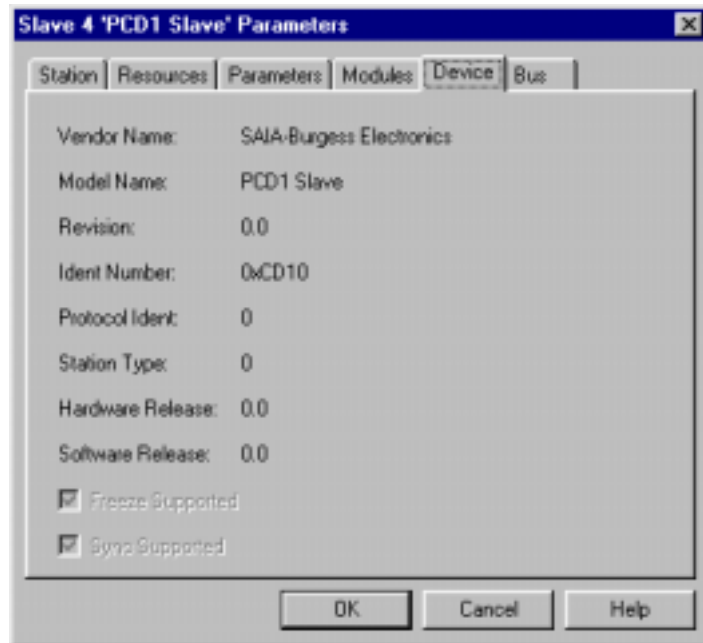 Slave 4 'PCD1 Slave' Parameters
Station Resources Parameters Modules Device Bus
Vendor Name: SAIA-Burgess Electronics
Model Name: PCD1 Slave
Revision: 0.0
Ident Number: 0xCD10
Protocol Ident: 0
Station Type: 0
Hardware Release: 0.0
Software Release: 0.0
Freeze Supported
Sync Supported
OK Cancel Help